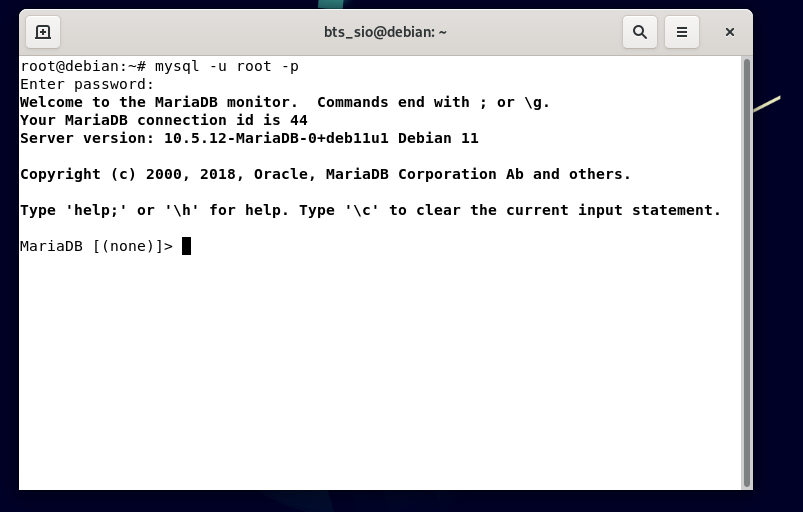 bts_sio@debian: ~
root@debian:~# mysql -u root -p
Enter password:
Welcome to the MariaDB monitor.  Commands end with ; or \g.
Your MariaDB connection id is 44
Server version: 10.5.12-MariaDB-0+deb11u1 Debian 11
Copyright (c) 2000, 2018, Oracle, MariaDB Corporation Ab and others.
Type 'help;' or '\h' for help. Type '\c' to clear the current input statement.
MariaDB [(none)]>